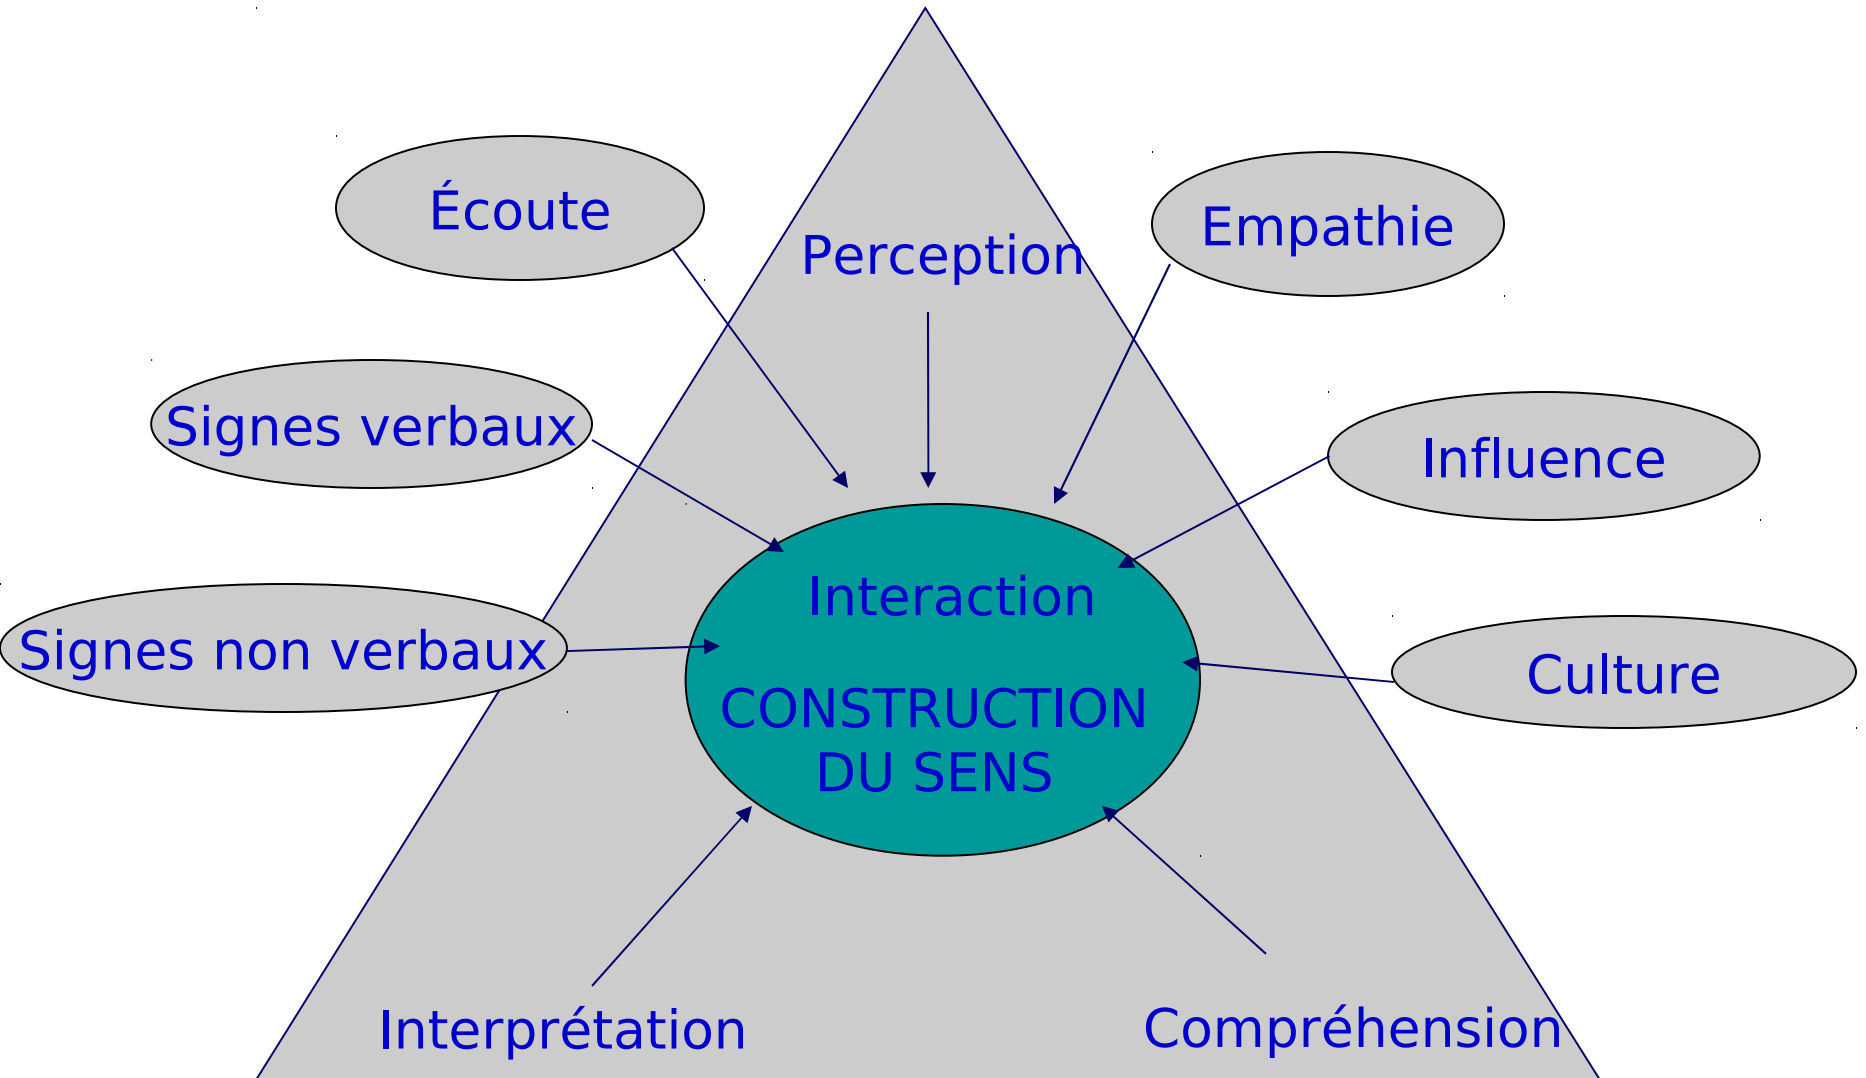 Écoute
Empathie
Perception
Signes verbaux
Influence
Interaction
Signes non verbaux
Culture
CONSTRUCTION
DU SENS
Interprétation
Compréhension